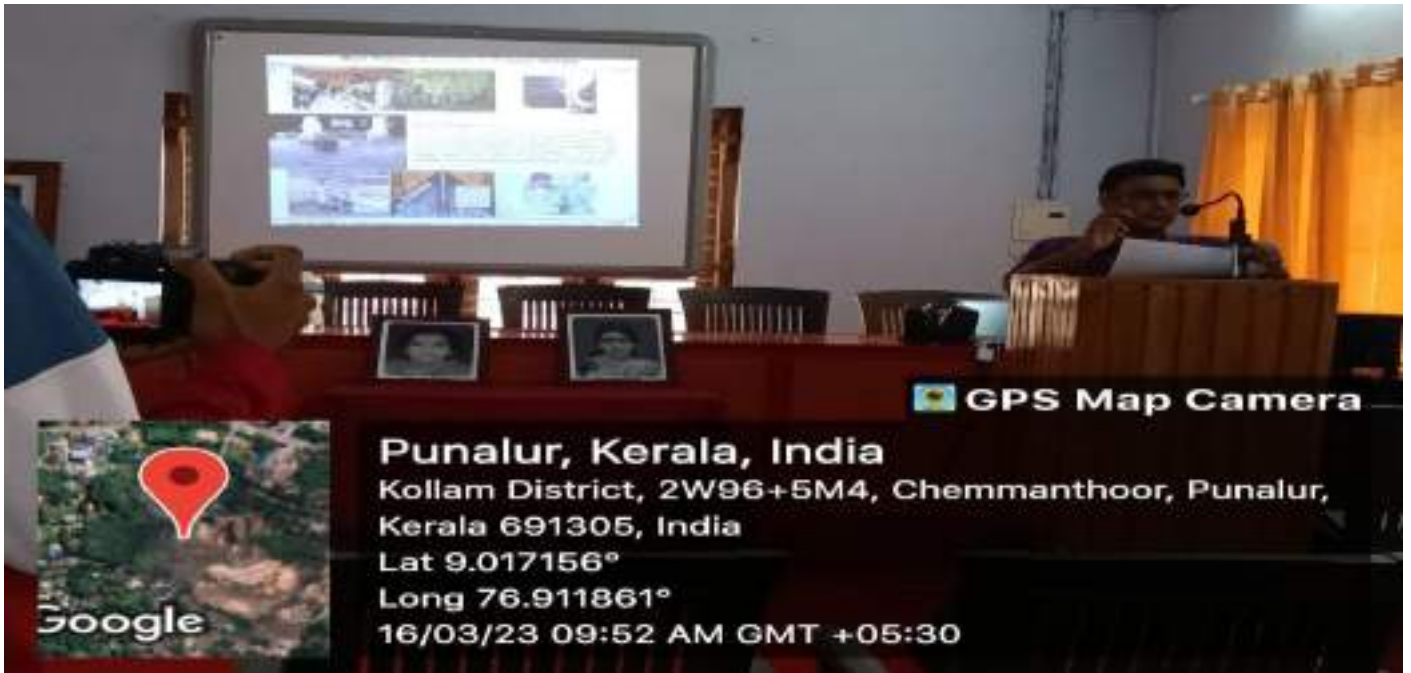 GPS Map Camera
Punalur, Kerala, India
Kollam District, 2W96+5M4, Chemmanthoor, Punalur,
Kerala 691305, India
Lat 9.017156°
Long 76.911861°
16/03/23 09:52 AM GMT +05:30
Google